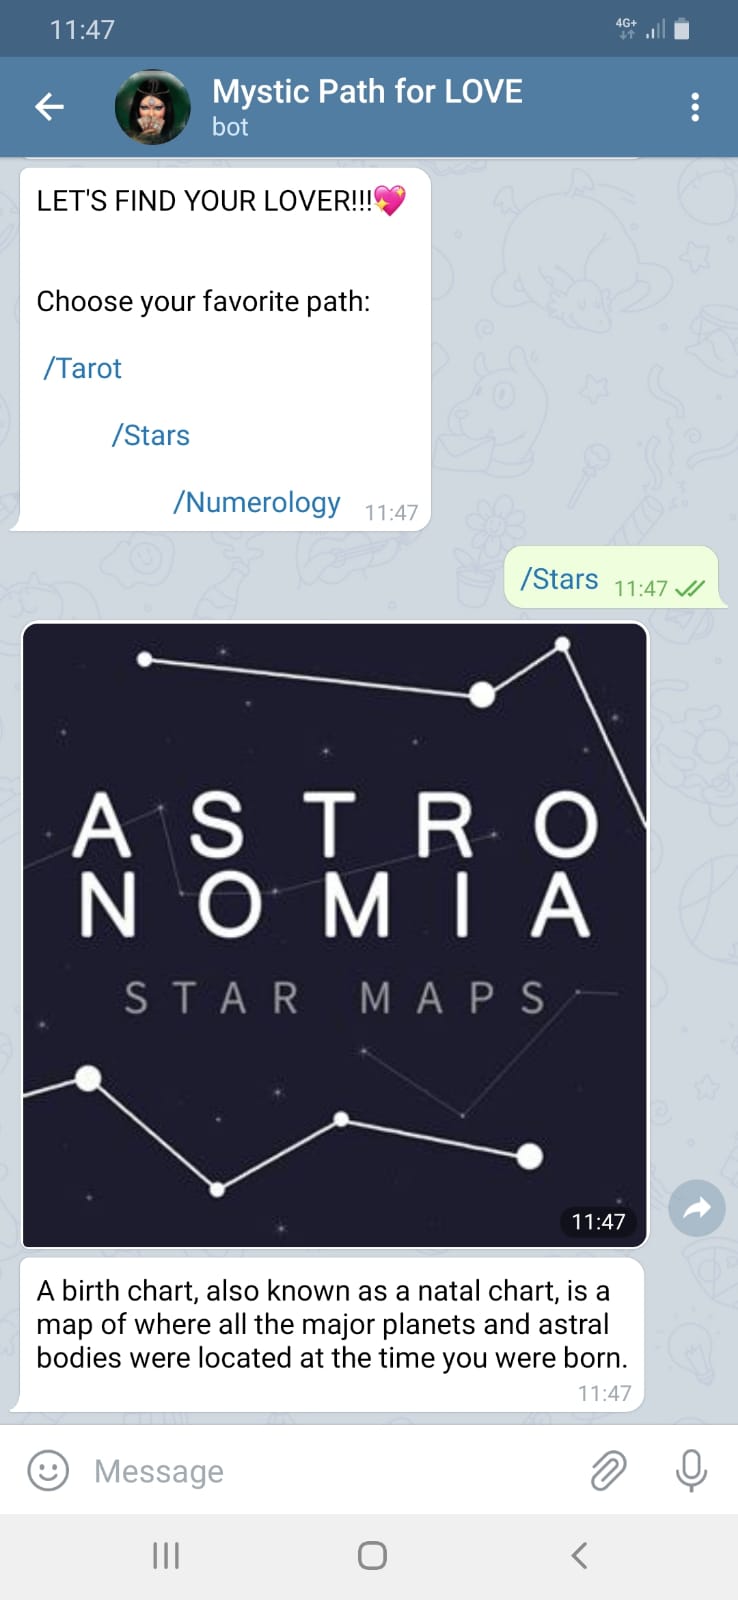 11:47
4G+
Mystic Path for LOVE
bot
LET'S FIND YOUR LOVER!!!💖
Choose your favorite path:
/Tarot
/Stars
/Numerology 11:47
/Stars 11:47
ASTRO
NOMIA
STAR MAPS
11:47
A birth chart, also known as a natal chart, is a
map of where all the major planets and astral
bodies were located at the time you were born.
11:47
Message